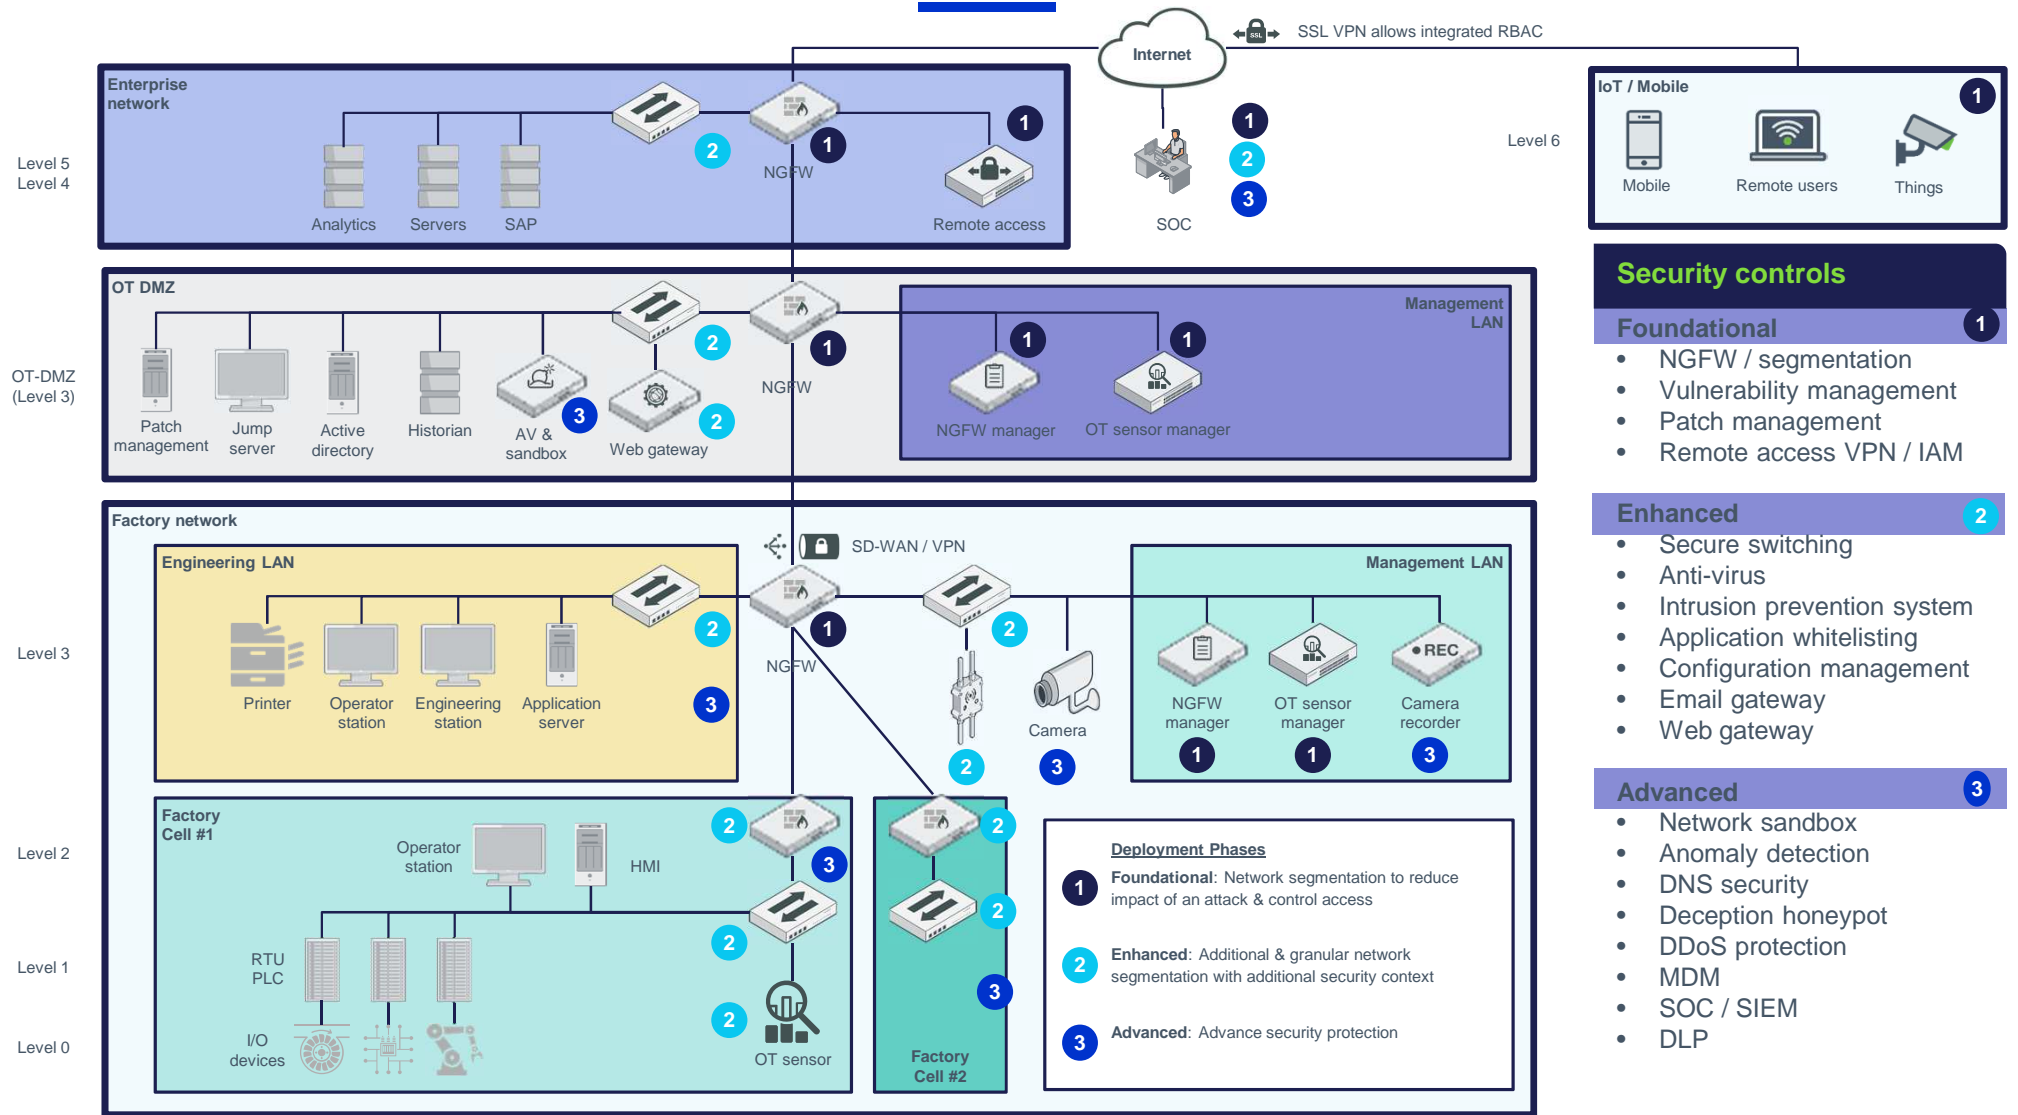 Internet
SSL
SSL VPN allows integrated RBAC
Enterprise
network
Level 5
Level 4
Analytics
Servers
SAP
2
1
NGFW
1
Remote access
1
2
3
SOC
Level 6
IoT / Mobile
1
Mobile
Remote users
Things
OT DMZ
OT-DMZ
(Level 3)
Patch
management
Jump
server
Active
directory
Historian
AV &
sandbox
3
2
Web gateway
2
1
NGFW
Management
LAN
1
NGFW manager
1
OT sensor manager
Factory network
SD-WAN / VPN
Level 3
Engineering LAN
Printer
Operator
station
Engineering
station
Application
server
2
3
1
NGFW
2
2
Camera
3
Management LAN
NGFW
manager
1
OT sensor
manager
1
REC
Camera
recorder
3
Level 2
Level 1
Level 0
Factory
Cell #1
Operator
station
HMI
2
3
2
RTU
PLC
I/O
devices
2
OT sensor
2
2
3
Factory
Cell #2
Deployment Phases
1
Foundational: Network segmentation to reduce
impact of an attack & control access
2
Enhanced: Additional & granular network
segmentation with additional security context
3
Advanced: Advance security protection
Security controls
Foundational
1
• NGFW / segmentation
• Vulnerability management
• Patch management
• Remote access VPN / IAM
Enhanced
2
• Secure switching
• Anti-virus
• Intrusion prevention system
• Application whitelisting
• Configuration management
• Email gateway
• Web gateway
Advanced
3
• Network sandbox
• Anomaly detection
• DNS security
• Deception honeypot
• DDoS protection
• MDM
• SOC / SIEM
• DLP